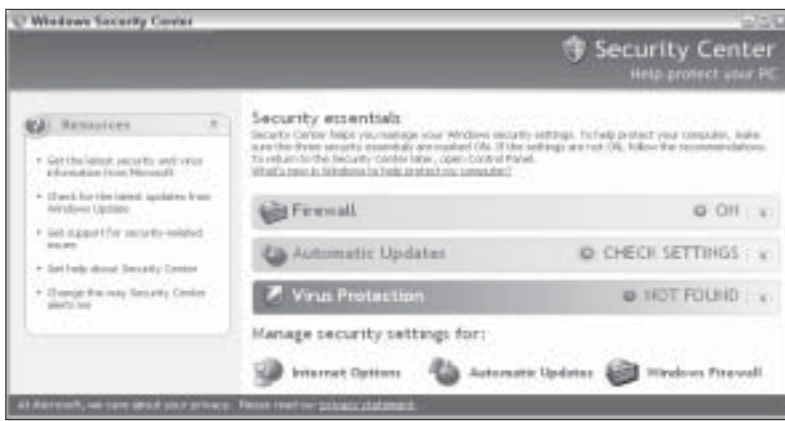 Windows Security Center
Security Center
Help protect your PC
Resources
• Get the latest security and virus
information from Microsoft
• Check for the latest updates from
Windows Update
• Get support for security-related
issues
• Get help about Security Center
• Change the way Security Center
alerts me
Security essentials
Security Center helps you manage your Windows security settings. To help protect your computer, make
sure the three security essentials are marked ON. If the settings are not ON, follow the recommendations.
To return to the Security Center later, open Control Panel.
What's new in Windows to help protect my computer?
Firewall
ON
Automatic Updates
CHECK SETTINGS
Virus Protection
NOT FOUND
Manage security settings for:
Internet Options
Automatic Updates
Windows Firewall
At Microsoft, we care about your privacy. Please read our privacy statement.